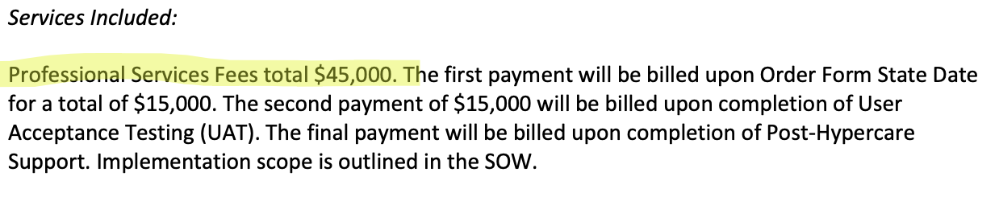 Services Included:
Professional Services Fees total $45,000. The first payment will be billed upon Order Form State Date
for a total of $15,000. The second payment of $15,000 will be billed upon completion of User
Acceptance Testing (UAT). The final payment will be billed upon completion of Post-Hypercare
Support. Implementation scope is outlined in the SOW.